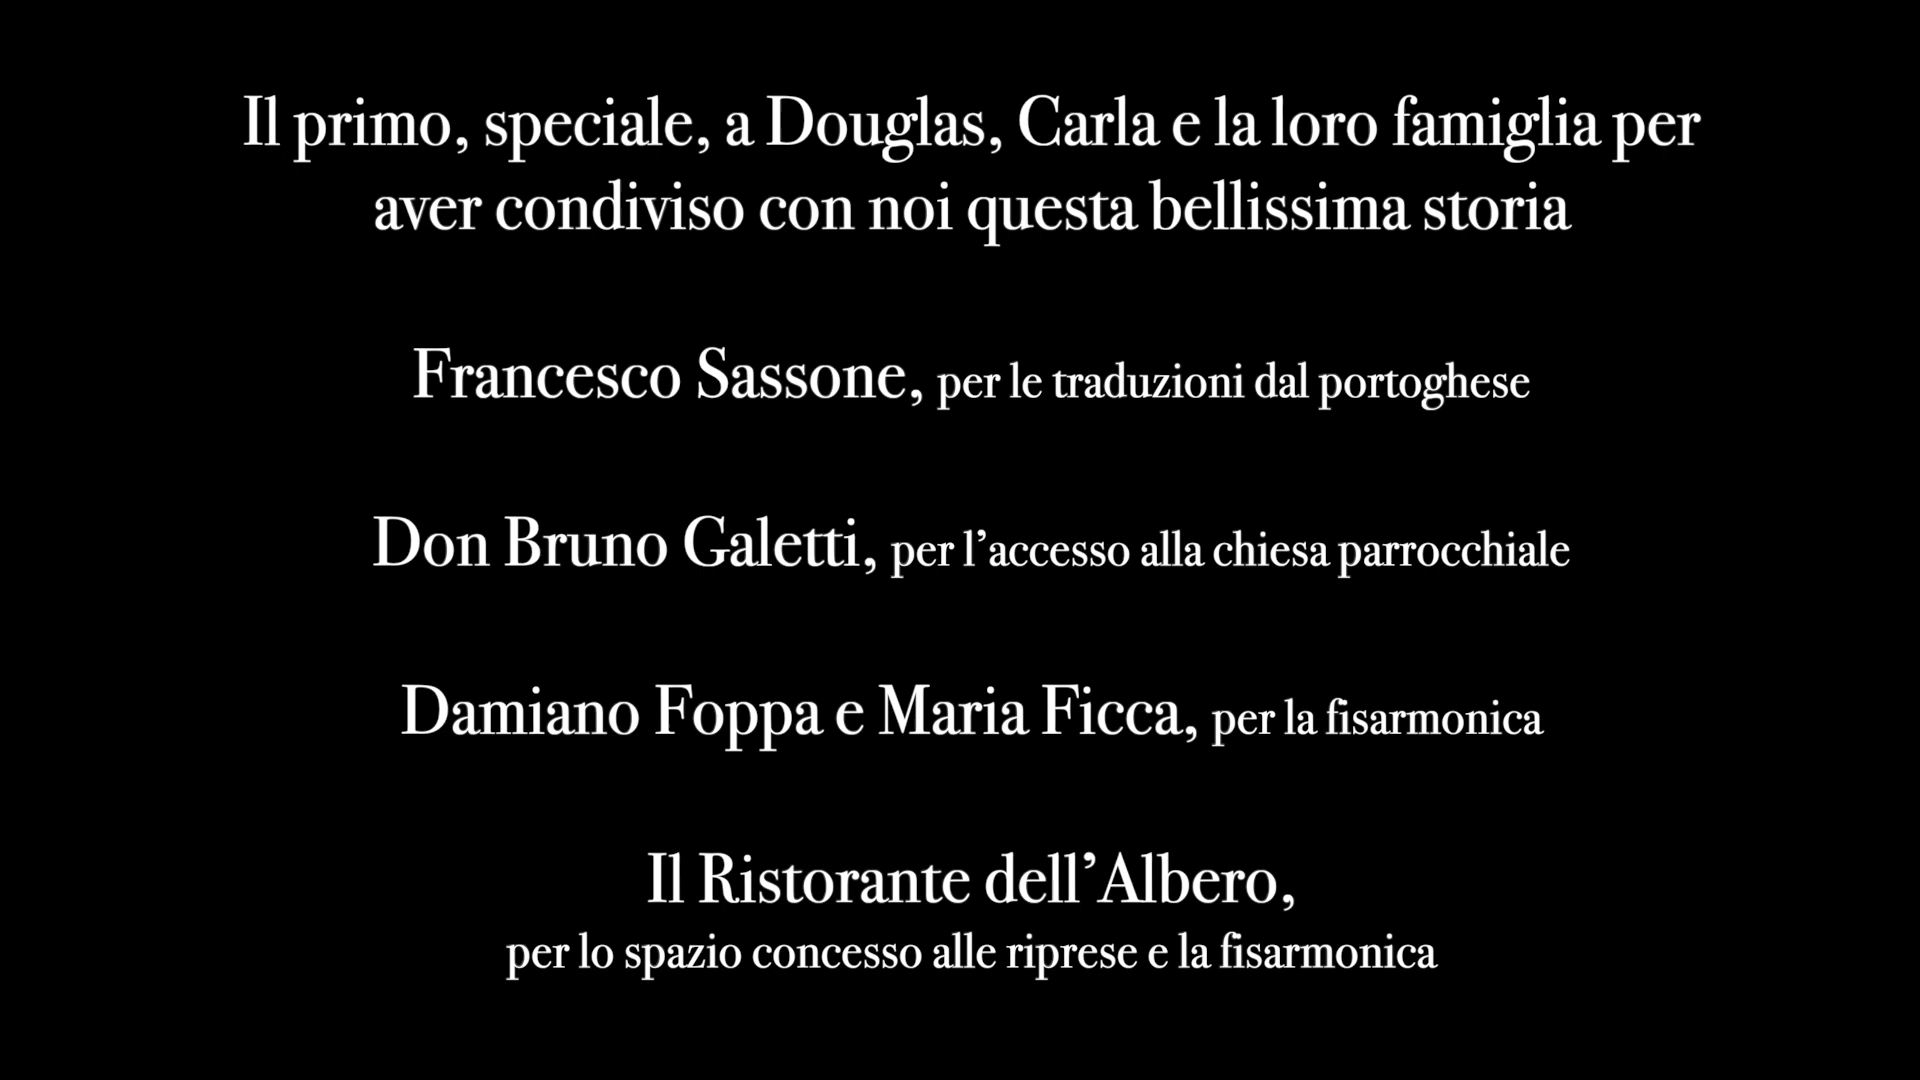 Il primo, speciale, a Douglas, Carla e la loro famiglia per
aver condiviso con noi questa bellissima storia
Francesco Sassone, per le traduzioni dal portoghese
Don Bruno Galetti, per l’accesso alla chiesa parrocchiale
Damiano Foppa e Maria Ficca, per la fisarmonica
Il Ristorante dell’Albero,
per lo spazio concesso alle riprese e la fisarmonica